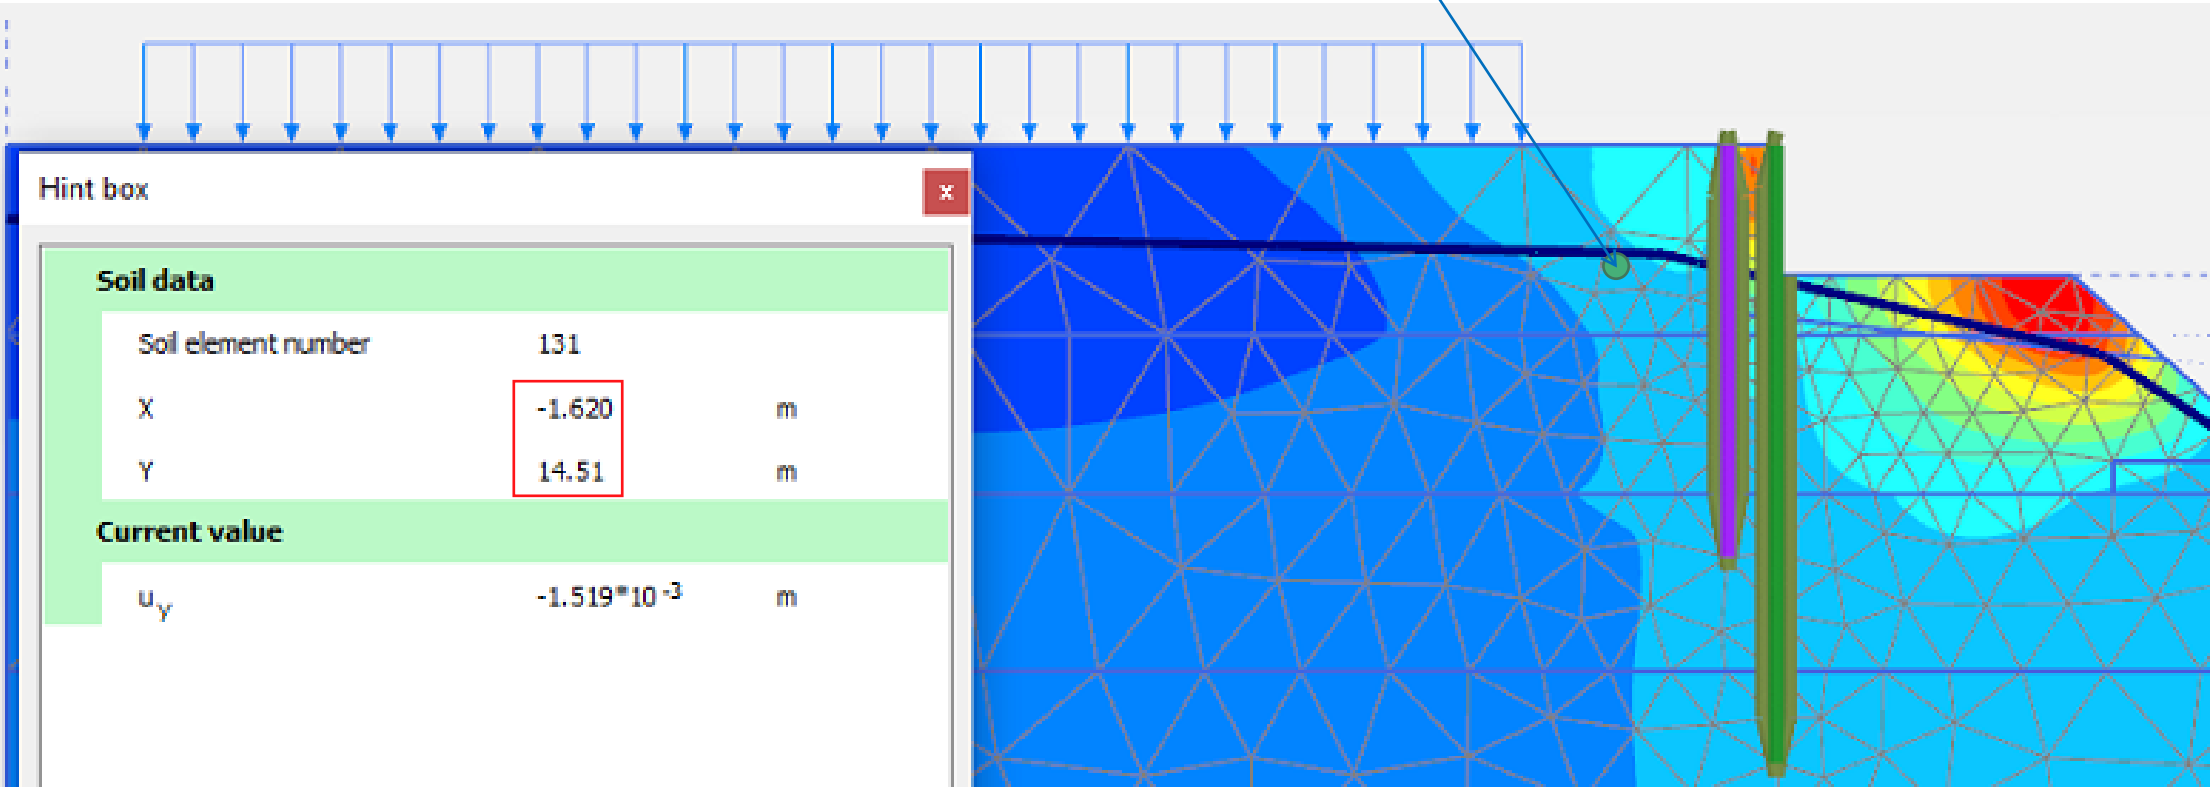 Hint box
x
Soil data
Soil element number 131
X -1.620 m
Y 14.51 m
Current value
uy -1.519*10 -3 m